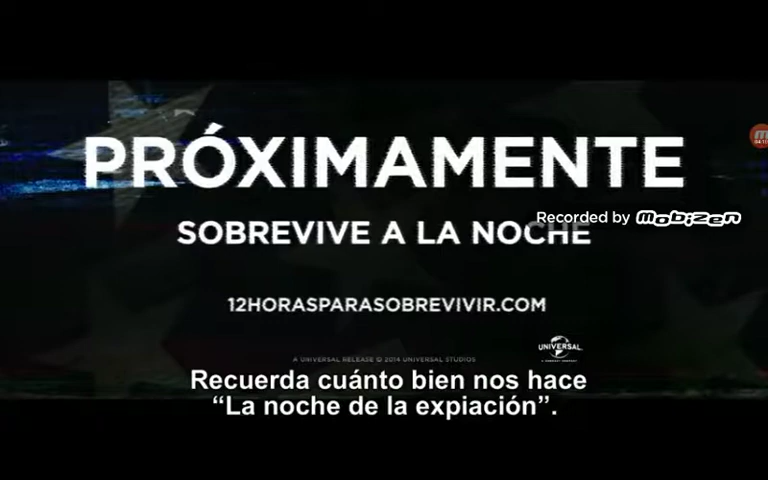 PRÓXIMAMENTE
Recorded by mobizen
SOBREVIVE A LA NOCHE
12HORASPARASOBREVIVIR.COM
UNIVERSAL
A UNIVERSAL RELEASE © 2014 UNIVERSAL STUDIOS
Recuerda cuánto bien nos hace
“La noche de la expiación”.